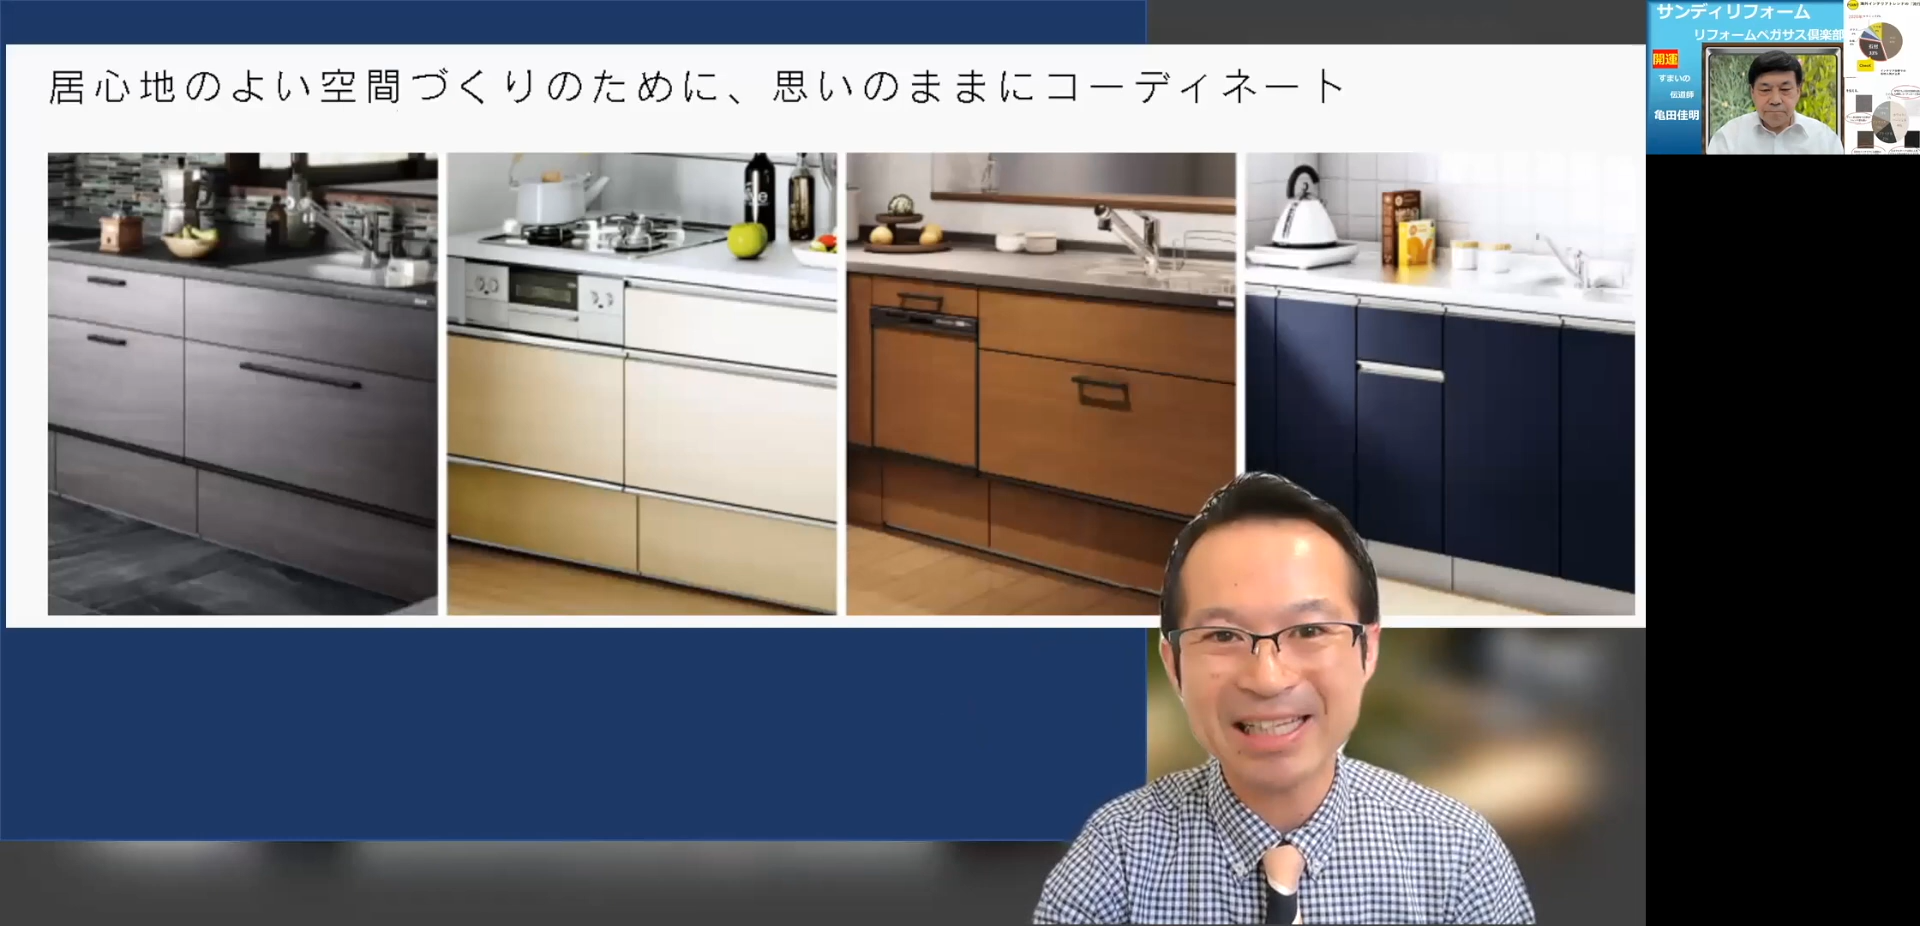 居心地のよい空間づくりのために、思いのままにコーディネート
サンディリフォーム
リフォームペガサス倶楽部
開運
すまいの
伝道師
亀田佳明